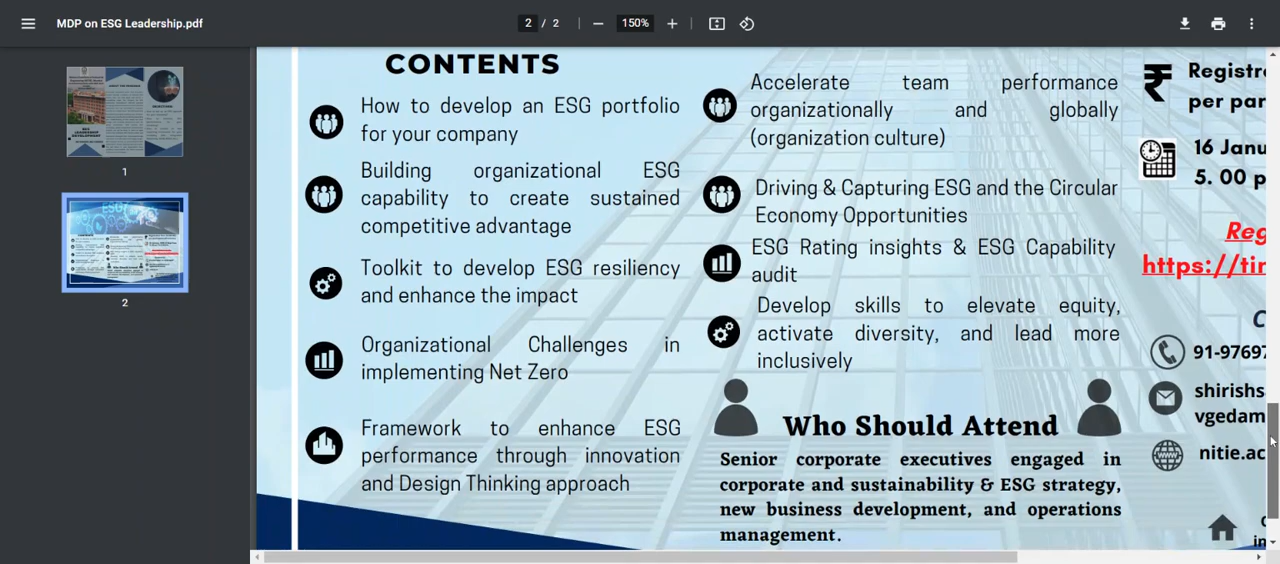 MDP on ESG Leadership.pdf
2 / 2
150%
1
2
CONTENTS
How to develop an ESG portfolio
for your company
Building organizational ESG
capability to create sustained
competitive advantage
Toolkit to develop ESG resiliency
and enhance the impact
Organizational Challenges in
implementing Net Zero
Framework to enhance ESG
performance through innovation
and Design Thinking approach
Accelerate team performance
organizationally and globally
(organization culture)
Driving & Capturing ESG and the Circular
Economy Opportunities
ESG Rating insights & ESG Capability
audit
Develop skills to elevate equity,
activate diversity, and lead more
inclusively
Who Should Attend
Senior corporate executives engaged in
corporate and sustainability & ESG strategy,
new business development, and operations
management.
₹ Registr
per par
16 Janu
5. 00 p
Reg
https://tir
C
91-9769
shirishs
vgedam
nitie.ac
in